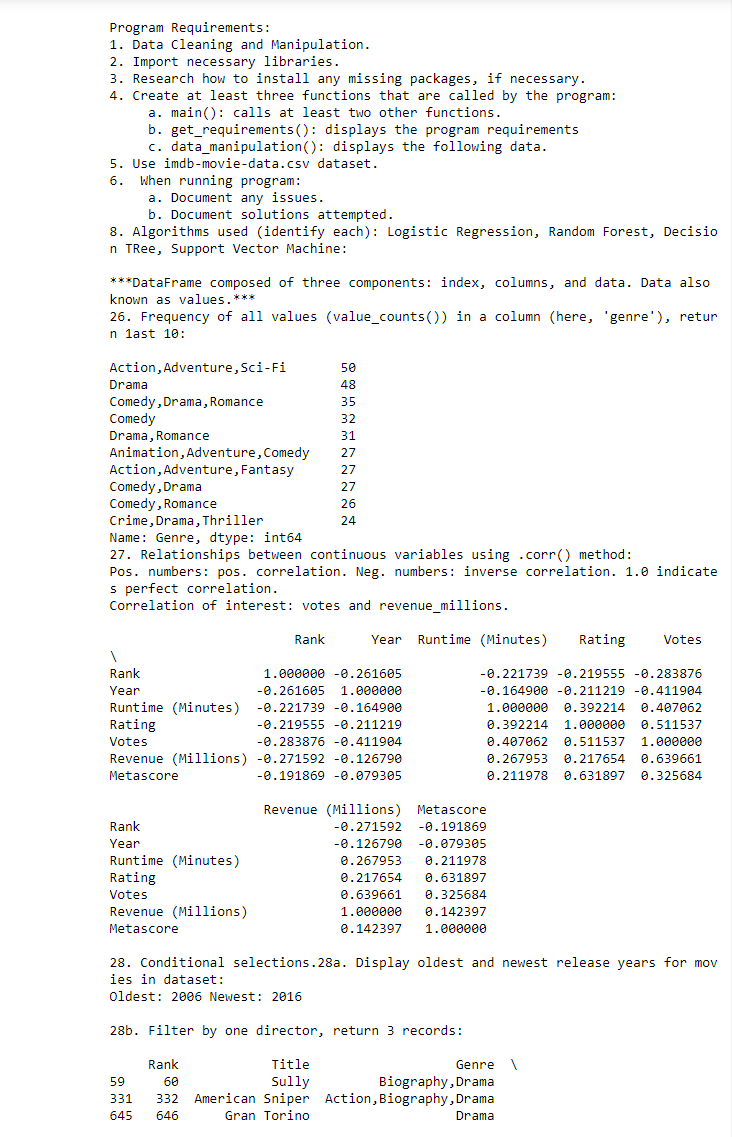 Program Requirements:
1. Data Cleaning and Manipulation.
2. Import necessary libraries.
3. Research how to install any missing packages, if necessary.
4. Create at least three functions that are called by the program:
a. main(): calls at least two other functions.
b. get_requirements(): displays the program requirements
c. data_manipulation(): displays the following data.
5. Use imdb-movie-data.csv dataset.
6.  When running program:
a. Document any issues.
b. Document solutions attempted.
8. Algorithms used (identify each): Logistic Regression, Random Forest, Decisio
n TRee, Support Vector Machine:
***DataFrame composed of three components: index, columns, and data. Data also
known as values.***
26. Frequency of all values (value_counts()) in a column (here, 'genre'), retur
n last 10:
Action,Adventure,Sci-Fi 50
Drama 48
Comedy,Drama,Romance 35
Comedy 32
Drama,Romance 31
Animation,Adventure,Comedy 27
Action,Adventure,Fantasy 27
Comedy,Drama 27
Comedy,Romance 26
Crime,Drama,Thriller 24
Name: Genre, dtype: int64
27. Relationships between continuous variables using .corr() method:
Pos. numbers: pos. correlation. Neg. numbers: inverse correlation. 1.0 indicate
s perfect correlation.
Correlation of interest: votes and revenue_millions.
Rank Year Runtime (Minutes) Rating Votes
\
Rank 1.000000 -0.261605 -0.221739 -0.219555 -0.283876
Year -0.261605 1.000000 -0.164900 -0.211219 -0.411904
Runtime (Minutes) -0.221739 -0.164900 1.000000 0.392214 0.407062
Rating -0.219555 -0.211219 0.392214 1.000000 0.511537
Votes -0.283876 -0.411904 0.407062 0.511537 1.000000
Revenue (Millions) -0.271592 -0.126790 0.267953 0.217654 0.639661
Metascore -0.191869 -0.079305 0.211978 0.631897 0.325684
Revenue (Millions) Metascore
Rank -0.271592 -0.191869
Year -0.126790 -0.079305
Runtime (Minutes) 0.267953 0.211978
Rating 0.217654 0.631897
Votes 0.639661 0.325684
Revenue (Millions) 1.000000 0.142397
Metascore 0.142397 1.000000
28. Conditional selections.28a. Display oldest and newest release years for mov
ies in dataset:
Oldest: 2006 Newest: 2016
28b. Filter by one director, return 3 records:
Rank Title Genre \
59 60 Sully Biography,Drama
331 332 American Sniper Action,Biography,Drama
645 646 Gran Torino Drama